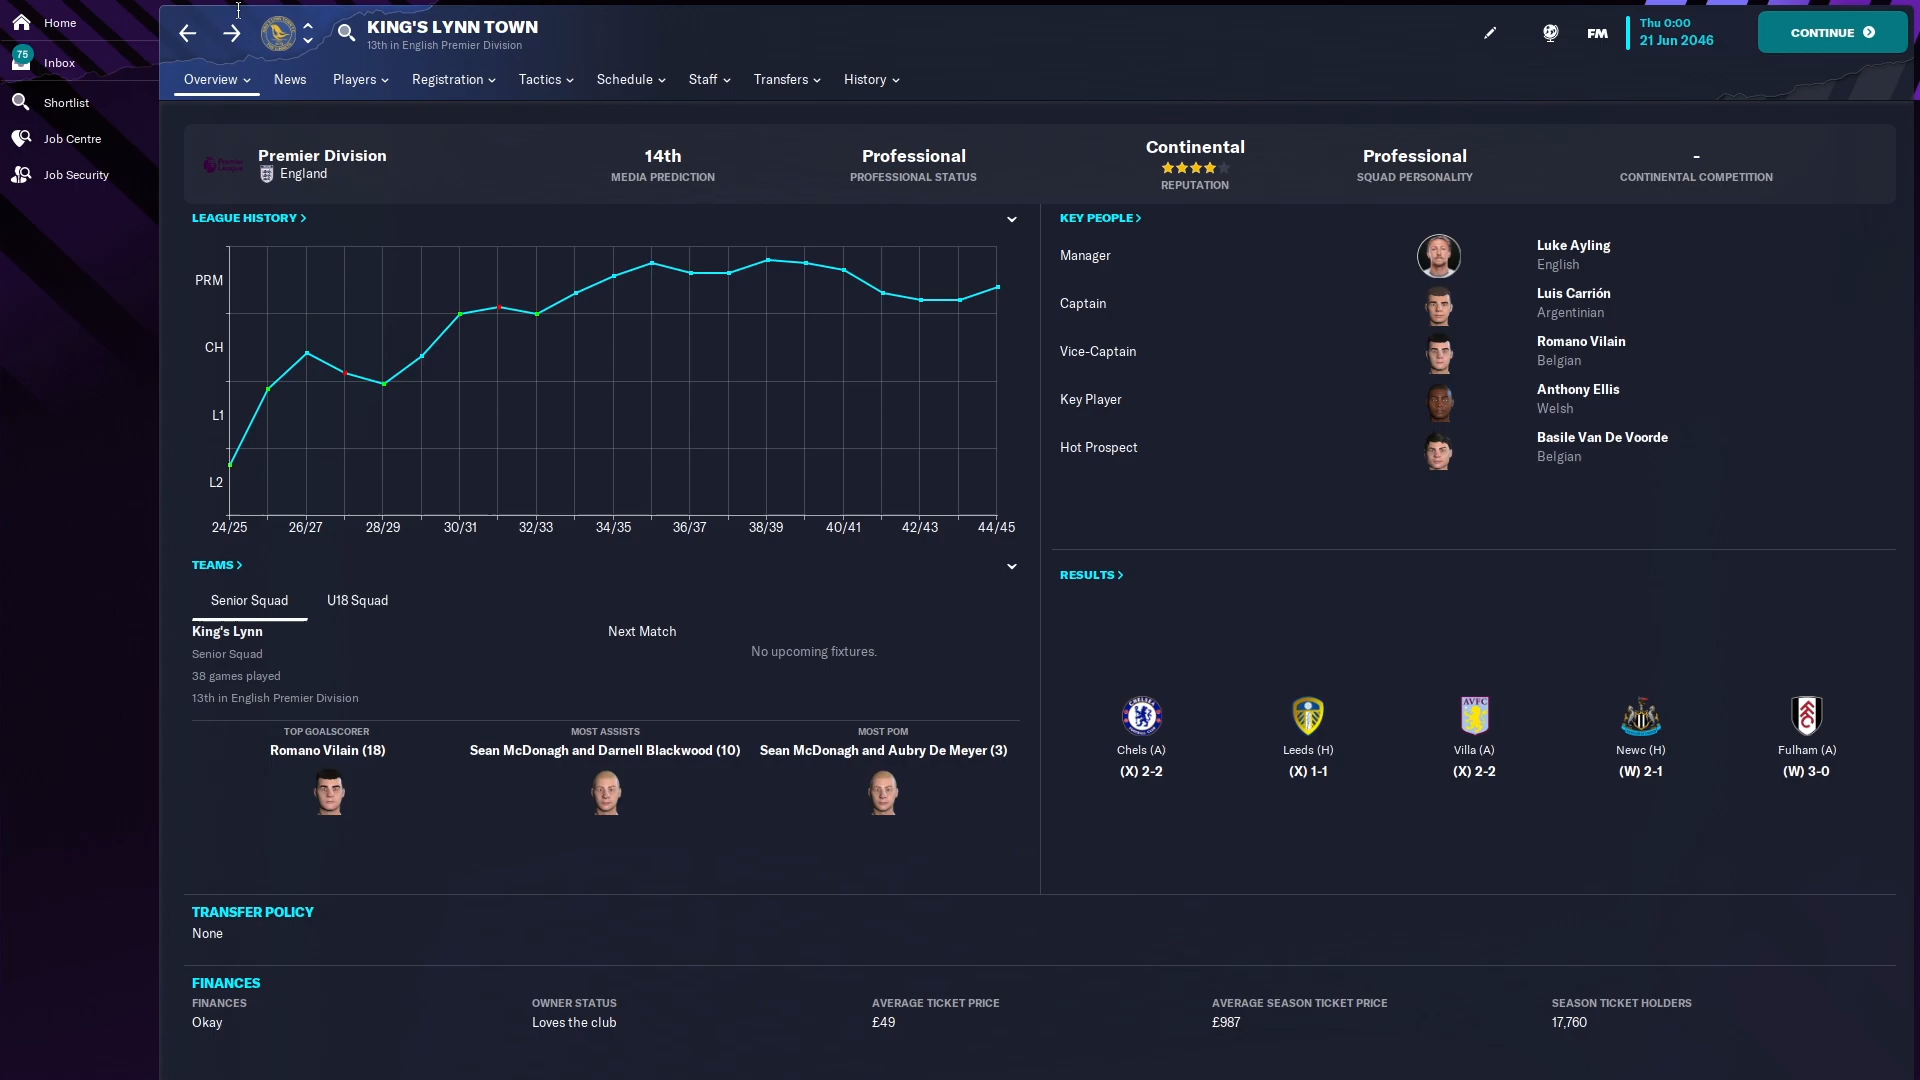 Home
75
Inbox
Shortlist
Job Centre
Job Security
KING'S LYNN TOWN
13th in English Premier Division
FM
Thu 0:00
21 Jun 2046
CONTINUE
Overview
News
Players
Registration
Tactics
Schedule
Staff
Transfers
History
Premier League
Premier Division
England
14th
MEDIA PREDICTION
Professional
PROFESSIONAL STATUS
Continental
REPUTATION
Professional
SQUAD PERSONALITY
-
CONTINENTAL COMPETITION
LEAGUE HISTORY >
PRM
CH
L1
L2
24/25 26/27 28/29 30/31 32/33 34/35 36/37 38/39 40/41 42/43 44/45
KEY PEOPLE >
Manager
Luke Ayling
English
Captain
Luis Carrión
Argentinian
Vice-Captain
Romano Vilain
Belgian
Key Player
Anthony Ellis
Welsh
Hot Prospect
Basile Van De Voorde
Belgian
TEAMS >
Senior Squad
U18 Squad
King's Lynn
Senior Squad
38 games played
13th in English Premier Division
Next Match
No upcoming fixtures.
TOP GOALSCORER
Romano Vilain (18)
MOST ASSISTS
Sean McDonagh and Darnell Blackwood (10)
MOST POM
Sean McDonagh and Aubry De Meyer (3)
RESULTS >
Chels (A)
(X) 2-2
Leeds (H)
(X) 1-1
AVFC
Villa (A)
(X) 2-2
Newc (H)
(W) 2-1
Fulham (A)
(W) 3-0
TRANSFER POLICY
None
FINANCES
FINANCES
Okay
OWNER STATUS
Loves the club
AVERAGE TICKET PRICE
£49
AVERAGE SEASON TICKET PRICE
£987
SEASON TICKET HOLDERS
17,760